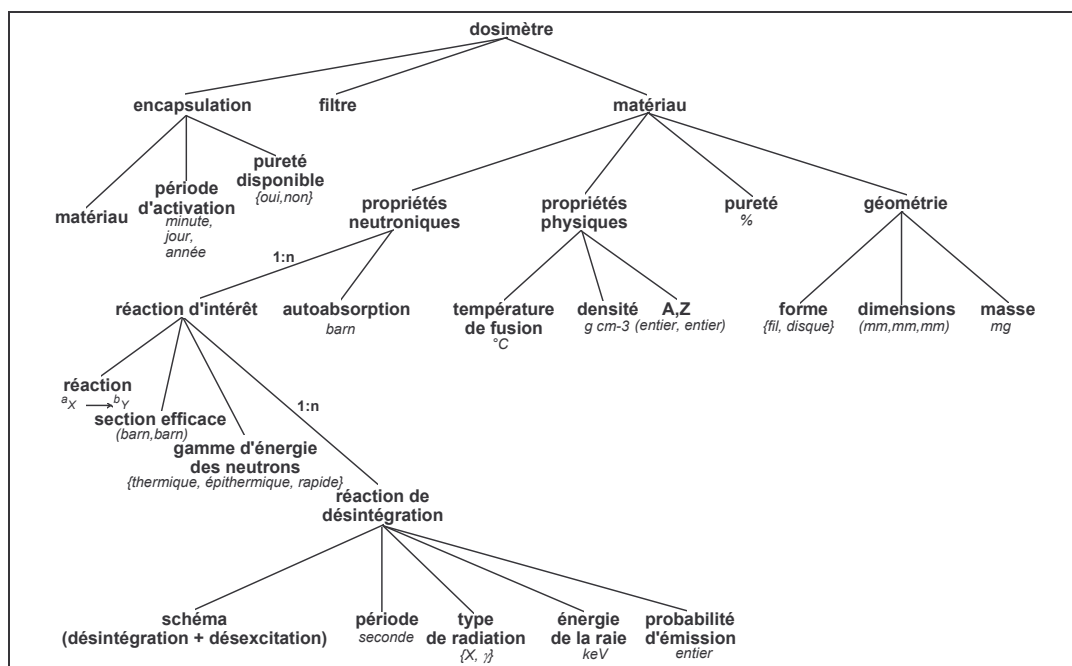 dosimètre
encapsulation
filtre
matériau
matériau
période
d'activation
minute,
jour,
année
pureté
disponible
{oui,non}
propriétés
neutroniques
propriétés
physiques
pureté
%
géométrie
1:n
réaction d'intérêt
autoabsorption
barn
température
de fusion
°C
densité
g cm-3
A,Z
(entier, entier)
forme
{fil, disque}
dimensions
(mm,mm,mm)
masse
mg
réaction
aX → bY
section efficace
(barn,barn)
gamme d'énergie
des neutrons
{thermique, épithermique, rapide}
1:n
réaction de
désintégration
schéma
(désintégration + désexcitation)
période
seconde
type
de radiation
{X, γ}
énergie
de la raie
keV
probabilité
d'émission
entier